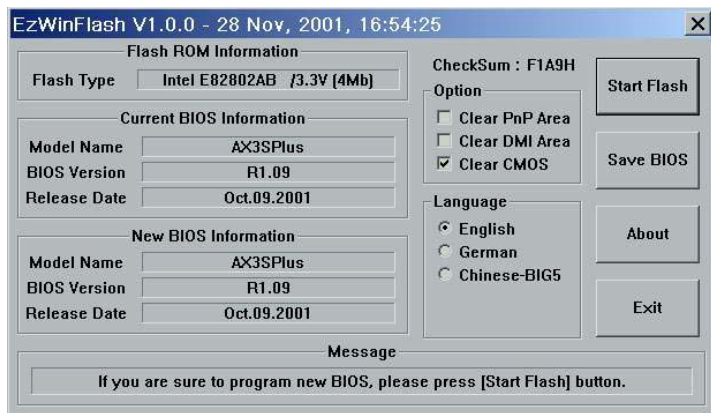 EzWinFlash V1.0.0 - 28 Nov, 2001, 16:54:25
Flash ROM Information
Flash Type Intel E82802AB /3.3V (4Mb)
Current BIOS Information
Model Name AX3SPlus
BIOS Version R1.09
Release Date Oct.09.2001
New BIOS Information
Model Name AX3SPlus
BIOS Version R1.09
Release Date Oct.09.2001
CheckSum : F1A9H
Option
Clear PnP Area
Clear DMI Area
Clear CMOS
Language
English
German
Chinese-BIG5
Start Flash
Save BIOS
About
Exit
Message
If you are sure to program new BIOS, please press [Start Flash] button.